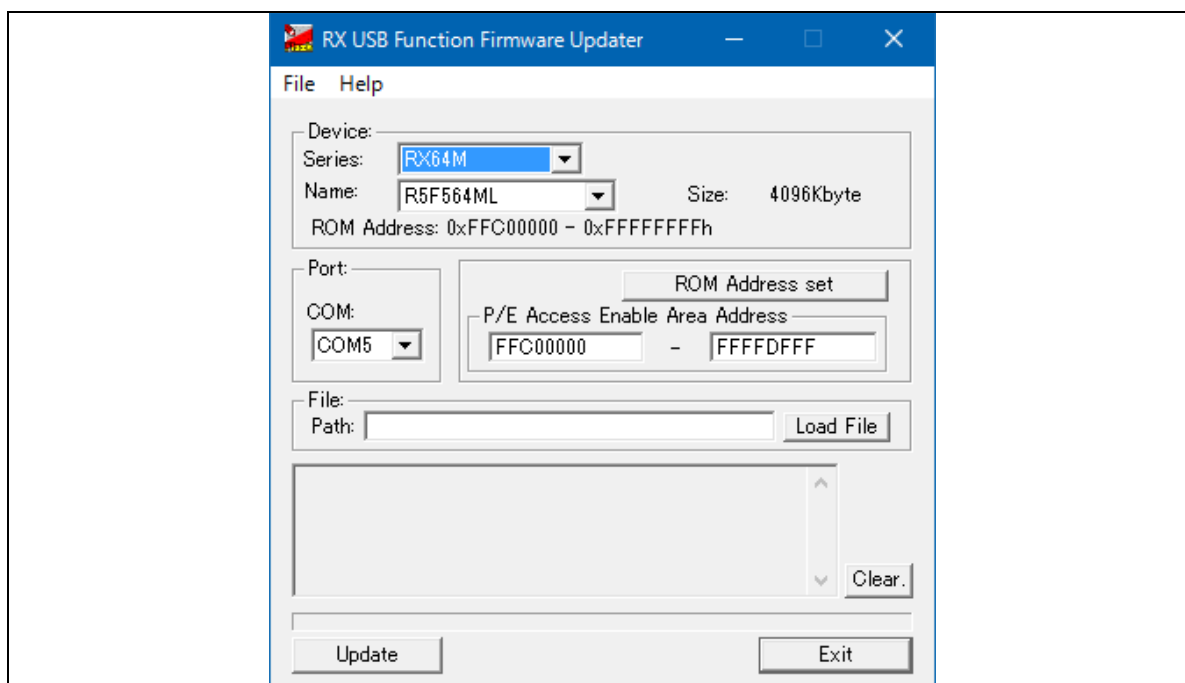 RX USB Function Firmware Updater
File Help
Device:
Series: RX64M
Name: R5F564ML Size: 4096Kbyte
ROM Address: 0xFFC00000 - 0xFFFFFFFFh
Port:
ROM Address set
COM:
P/E Access Enable Area Address
COM5 FFC00000 - FFFFDFFF
File:
Path: Load File
Clear.
Update Exit